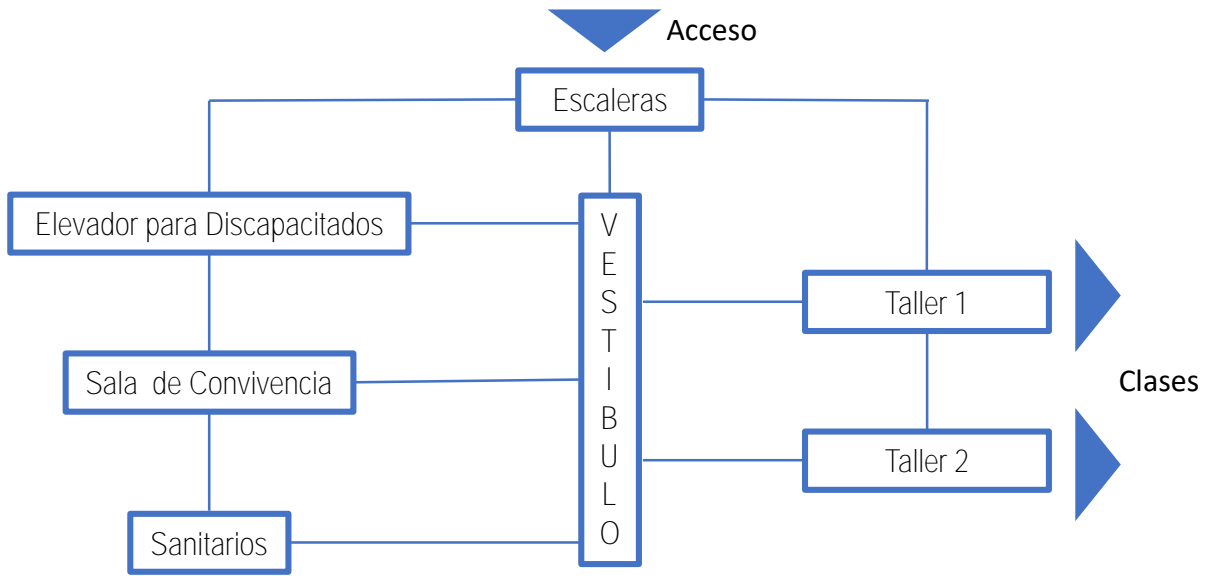 Acceso
Escaleras
Elevador para Discapacitados
V
E
S
T
I
B
U
L
O
Taller 1
Sala de Convivencia
Clases
Taller 2
Sanitarios